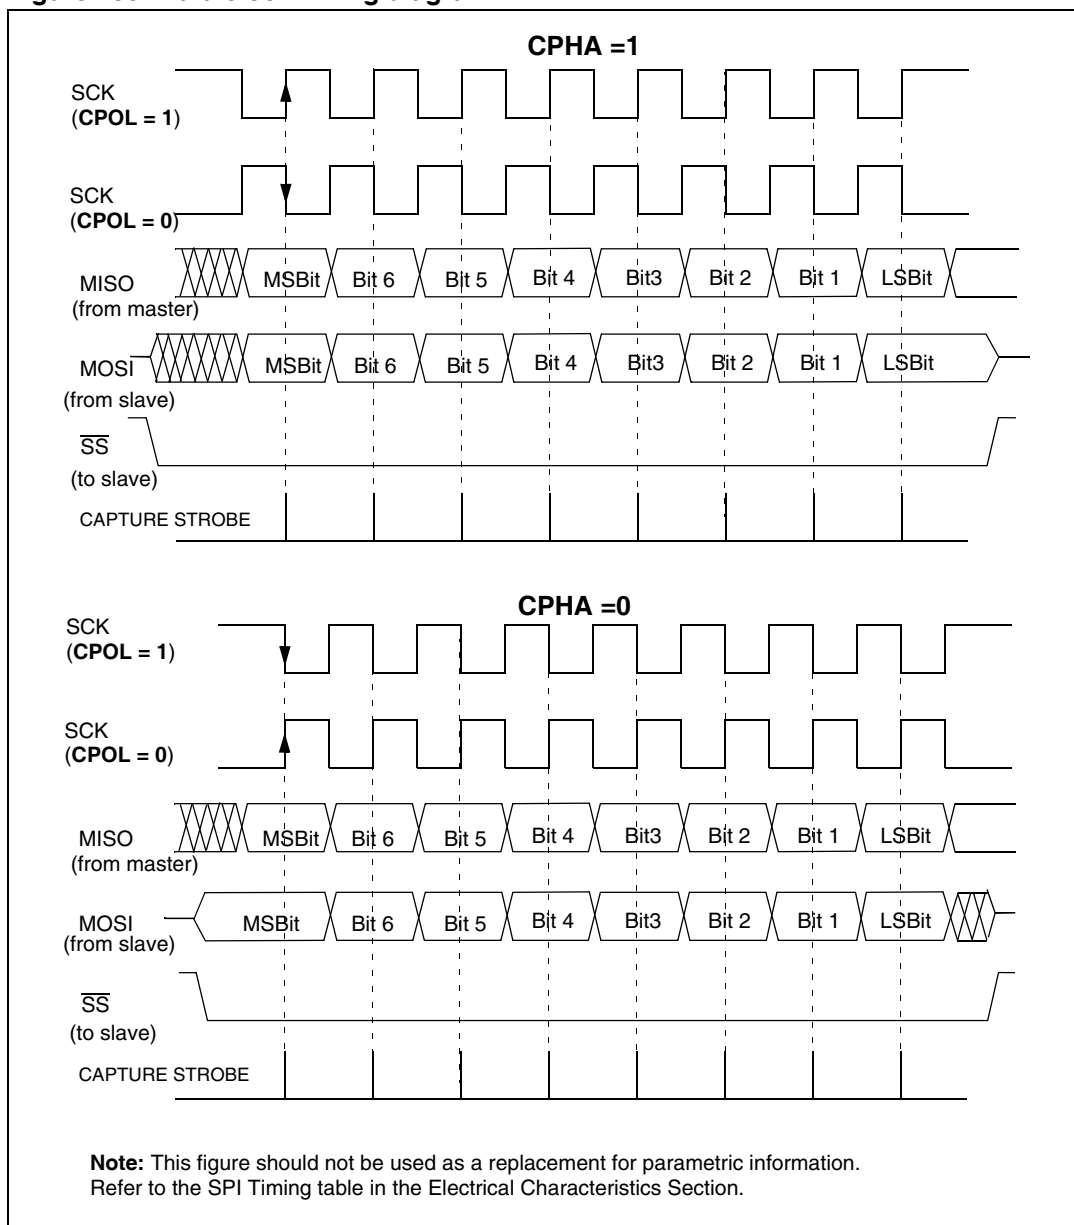 CPHA =1
SCK
(CPOL = 1)
SCK
(CPOL = 0)
MISO
(from master)
MSBit Bit 6 Bit 5 Bit 4 Bit3 Bit 2 Bit 1 LSBit
MOSI
(from slave)
MSBit Bit 6 Bit 5 Bit 4 Bit3 Bit 2 Bit 1 LSBit
SS
(to slave)
CAPTURE STROBE
CPHA =0
SCK
(CPOL = 1)
SCK
(CPOL = 0)
MISO
(from master)
MSBit Bit 6 Bit 5 Bit 4 Bit3 Bit 2 Bit 1 LSBit
MOSI
(from slave)
MSBit Bit 6 Bit 5 Bit 4 Bit3 Bit 2 Bit 1 LSBit
SS
(to slave)
CAPTURE STROBE
Note: This figure should not be used as a replacement for parametric information.
Refer to the SPI Timing table in the Electrical Characteristics Section.